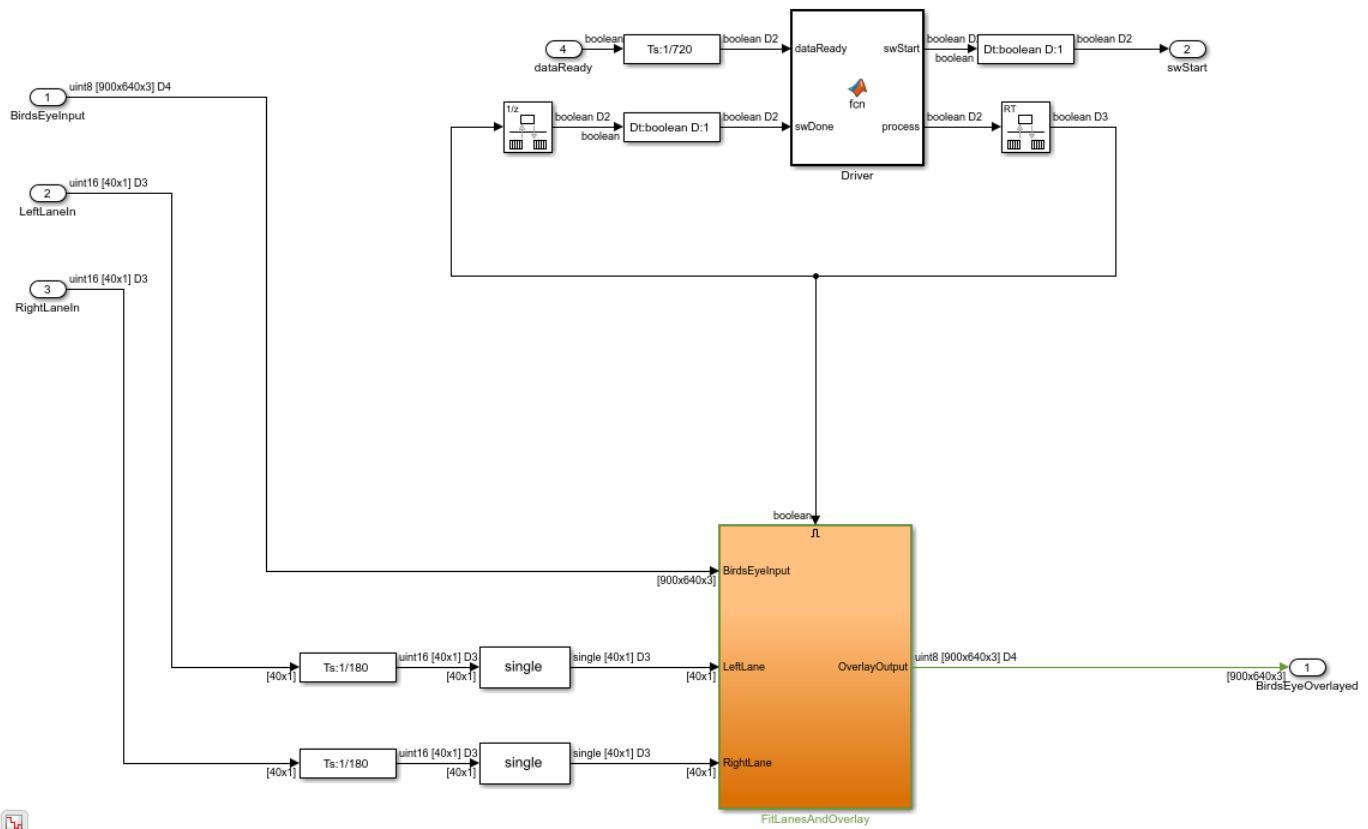 4
boolean
dataReady
Ts:1/720
boolean D2
dataReady
swStart
fcn
swDone
process
Driver
boolean D
boolean
Dt:boolean D:1
boolean D2
2
swStart
1/z
boolean D2
boolean
Dt:boolean D:1
boolean D2
boolean D2
RT
boolean D3
1
uint8 [900x640x3] D4
BirdsEyeInput
2
uint16 [40x1] D3
LeftLaneIn
3
uint16 [40x1] D3
RightLaneIn
boolean
[900x640x3]
BirdsEyeInput
[40x1]
Ts:1/180
uint16 [40x1] D3
[40x1]
single
single [40x1] D3
[40x1]
LeftLane
OverlayOutput
uint8 [900x640x3] D4
[900x640x3]
1
BirdsEyeOverlayed
[40x1]
Ts:1/180
uint16 [40x1] D3
[40x1]
single
single [40x1] D3
[40x1]
RightLane
FitLanesAndOverlay